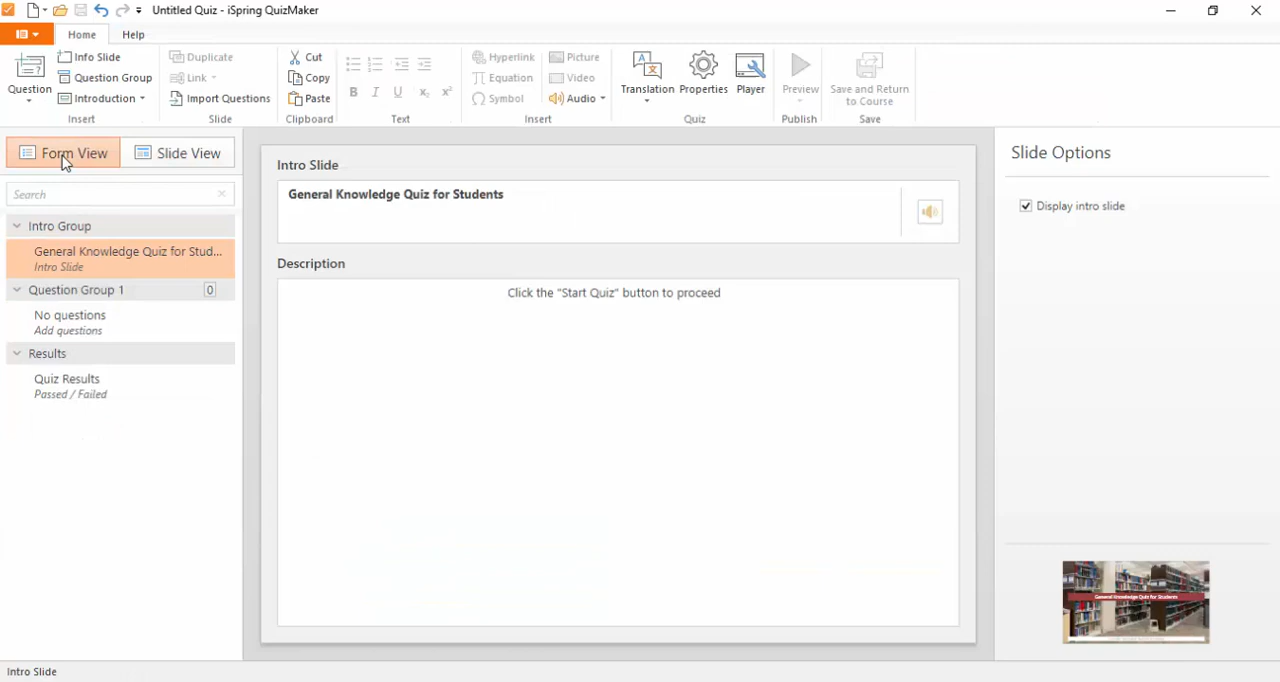 Untitled Quiz - iSpring QuizMaker
Home
Help
Question
Info Slide
Question Group
Introduction
Insert
Duplicate
Link
Import Questions
Slide
Cut
Copy
Paste
Clipboard
B I U x₂ x²
Text
Hyperlink
Equation
Symbol
Picture
Video
Audio
Insert
Translation
Properties
Player
Quiz
Preview
Publish
Save and Return
to Course
Save
Form View
Slide View
Search
Intro Group
General Knowledge Quiz for Stud...
Intro Slide
Question Group 1
0
No questions
Add questions
Results
Quiz Results
Passed / Failed
Intro Slide
General Knowledge Quiz for Students
Description
Click the "Start Quiz" button to proceed
Slide Options
Display intro slide
General Knowledge Quiz for Students
Intro Slide